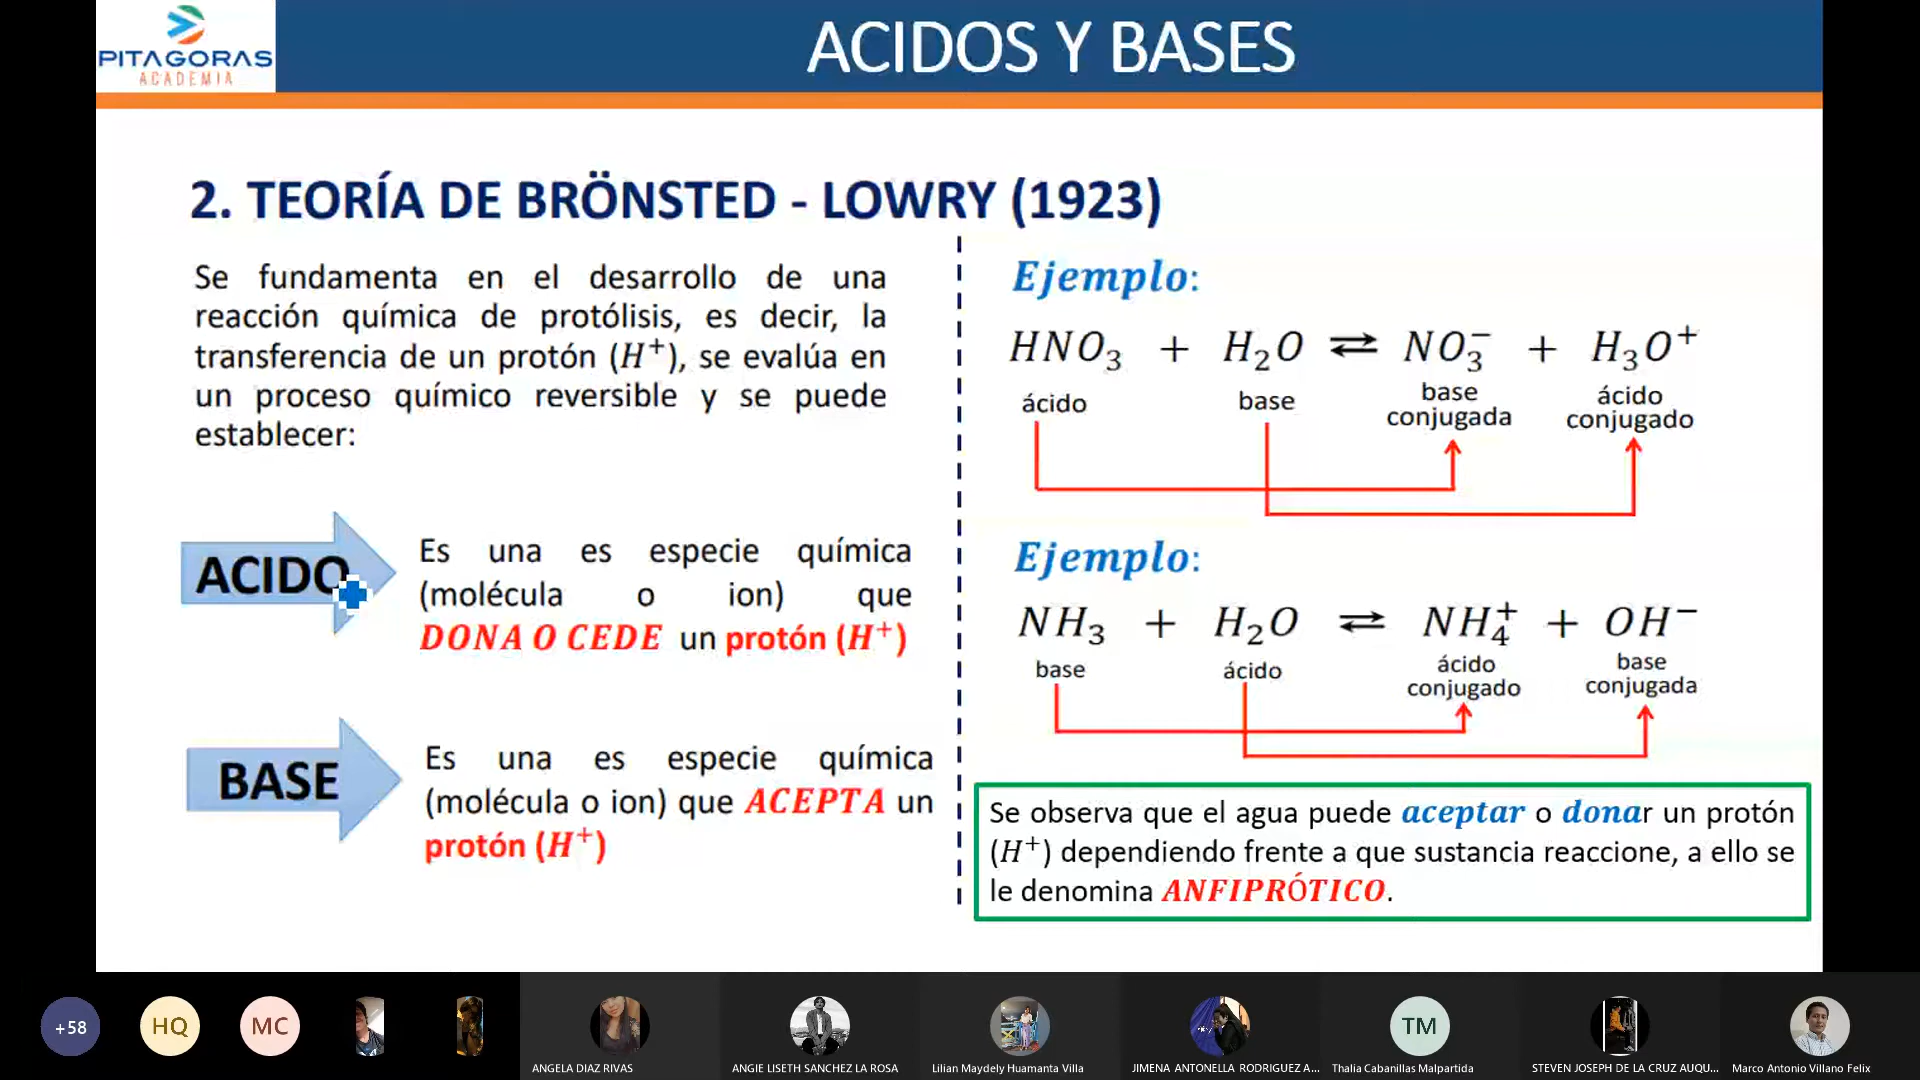 PITAGORAS
ACADEMIA
ACIDOS Y BASES
2. TEORÍA DE BRÖNSTED - LOWRY (1923)
Se fundamenta en el desarrollo de una
reacción química de protólisis, es decir, la
transferencia de un protón (H⁺), se evalúa en
un proceso químico reversible y se puede
establecer:
ACIDO
Es una es especie química
(molécula o ion) que
DONA O CEDE un protón (H⁺)
BASE
Es una es especie química
(molécula o ion) que ACEPTA un
protón (H⁺)
Ejemplo:
HNO₃ + H₂O ⇌ NO₃⁻ + H₃O⁺
ácido base base conjugada ácido conjugado
Ejemplo:
NH₃ + H₂O ⇌ NH₄⁺ + OH⁻
base ácido ácido conjugado base conjugada
Se observa que el agua puede aceptar o donar un protón
(H⁺) dependiendo frente a que sustancia reaccione, a ello se
le denomina ANFIPRÓTICO.
+58 HQ MC TM
ANGELA DIAZ RIVAS
ANGIE LISETH SANCHEZ LA ROSA
Lilian Maydely Huamanta Villa
JIMENA ANTONELLA RODRIGUEZ A...
Thalia Cabanillas Malpartida
STEVEN JOSEPH DE LA CRUZ AUQU...
Marco Antonio Villano Felix